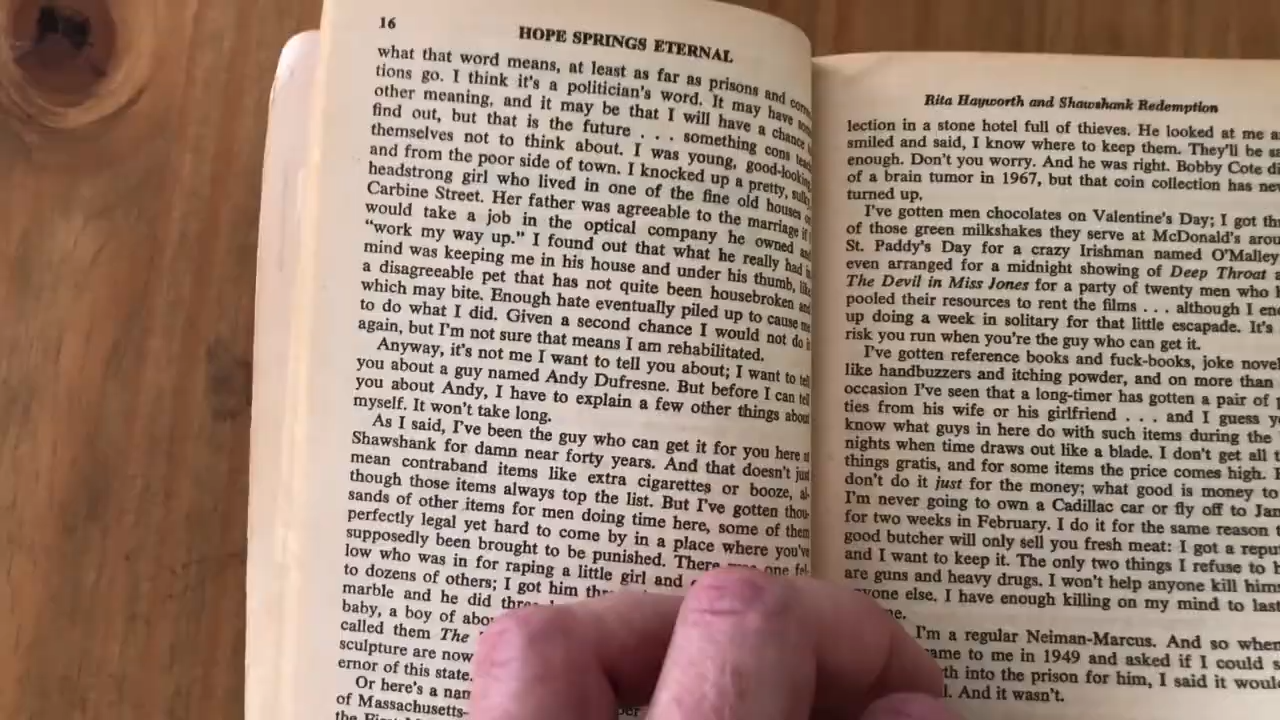 16
HOPE SPRINGS ETERNAL
what that word means, at least as far as prisons and
tions go. I think it's a politician's word. It may have
other meaning, and it may be that I will have a chance
find out, but that is the future . . . something cons
themselves not to think about. I was young, good-looking,
and from the poor side of town. I knocked up a pretty,
headstrong girl who lived in one of the fine old houses
Carbine Street. Her father was agreeable to the marriage if
would take a job in the optical company he owned and
“work my way up.” I found out that what he really had
mind was keeping me in his house and under his thumb,
a disagreeable pet that has not quite been housebroken and
which may bite. Enough hate eventually piled up to cause me
to do what I did. Given a second chance I would not do
again, but I'm not sure that means I am rehabilitated.
Anyway, it's not me I want to tell you about; I want to tell
you about a guy named Andy Dufresne. But before I can tell
you about Andy, I have to explain a few other things about
myself. It won't take long.
As I said, I've been the guy who can get it for you here
Shawshank for damn near forty years. And that doesn't just
mean contraband items like extra cigarettes or booze, al-
though those items always top the list. But I've gotten thou-
sands of other items for men doing time here, some of them
perfectly legal yet hard to come by in a place where you've
supposedly been brought to be punished. There one fel-
low who was in for raping a little girl and
to dozens of others; I got him
marble and he did
baby, a boy of
called them The
sculpture are now
ernor of this state.
Or here's a
of Massachusetts-
Rita Hayworth and Shawshank Redemption
lection in a stone hotel full of thieves. He looked at me
smiled and said, I know where to keep them. They'll be
enough. Don't you worry. And he was right. Bobby Cote
of a brain tumor in 1967, but that coin collection has
turned up.
I've gotten men chocolates on Valentine's Day; I got
of those green milkshakes they serve at McDonald's
St. Paddy's Day for a crazy Irishman named O'Malley
even arranged for a midnight showing of Deep Throat
The Devil in Miss Jones for a party of twenty men who
pooled their resources to rent the films . . . although I
up doing a week in solitary for that little escapade. It's
risk you run when you're the guy who can get it.
I've gotten reference books and fuck-books, joke
like handbuzzers and itching powder, and on more than
occasion I've seen that a long-timer has gotten a pair of
ties from his wife or his girlfriend . . . and I guess
know what guys in here do with such items during the
nights when time draws out like a blade. I don't get all
things gratis, and for some items the price comes high.
don't do it just for the money; what good is money to
I'm never going to own a Cadillac car or fly off to
for two weeks in February. I do it for the same reason
good butcher will only sell you fresh meat: I got a
and I want to keep it. The only two things I refuse to
are guns and heavy drugs. I won't help anyone kill
else. I have enough killing on my mind to last
I'm a regular Neiman-Marcus. And so when
to me in 1949 and asked if I could
into the prison for him, I said it would
And it wasn't.